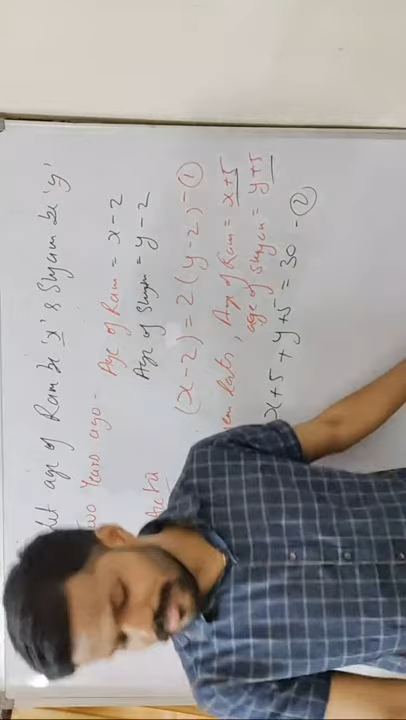 Let age of Ram be 'x' & Shyam be 'y'
Two Years ago - Age of Ram = x-2
Age of Shyam = y-2
(x-2) = 2(y-2) - ①
Age of Ram = x+5
age of Shyam = y+5
x+5 + y+5 = 30 - ②